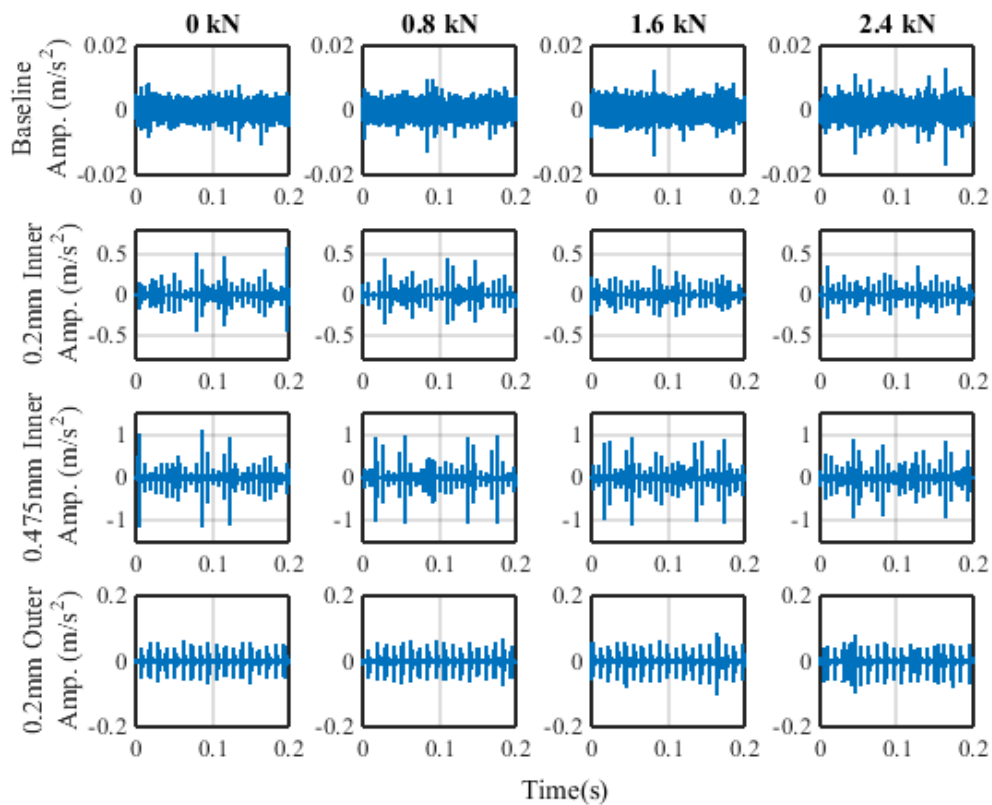 0 kN 0.8 kN 1.6 kN 2.4 kN
Baseline
Amp. (m/s²)
0.02 0.02 0.02 0.02
0 0 0 0
-0.02 -0.02 -0.02 -0.02
0 0.1 0.2 0 0.1 0.2 0 0.1 0.2 0 0.1 0.2
0.2mm Inner
Amp. (m/s²)
0.5 0.5 0.5 0.5
0 0 0 0
-0.5 -0.5 -0.5 -0.5
0 0.1 0.2 0 0.1 0.2 0 0.1 0.2 0 0.1 0.2
0.475mm Inner
Amp. (m/s²)
1 1 1 1
0 0 0 0
-1 -1 -1 -1
0 0.1 0.2 0 0.1 0.2 0 0.1 0.2 0 0.1 0.2
0.2mm Outer
Amp. (m/s²)
0.2 0.2 0.2 0.2
0 0 0 0
-0.2 -0.2 -0.2 -0.2
0 0.1 0.2 0 0.1 0.2 0 0.1 0.2 0 0.1 0.2
Time(s)